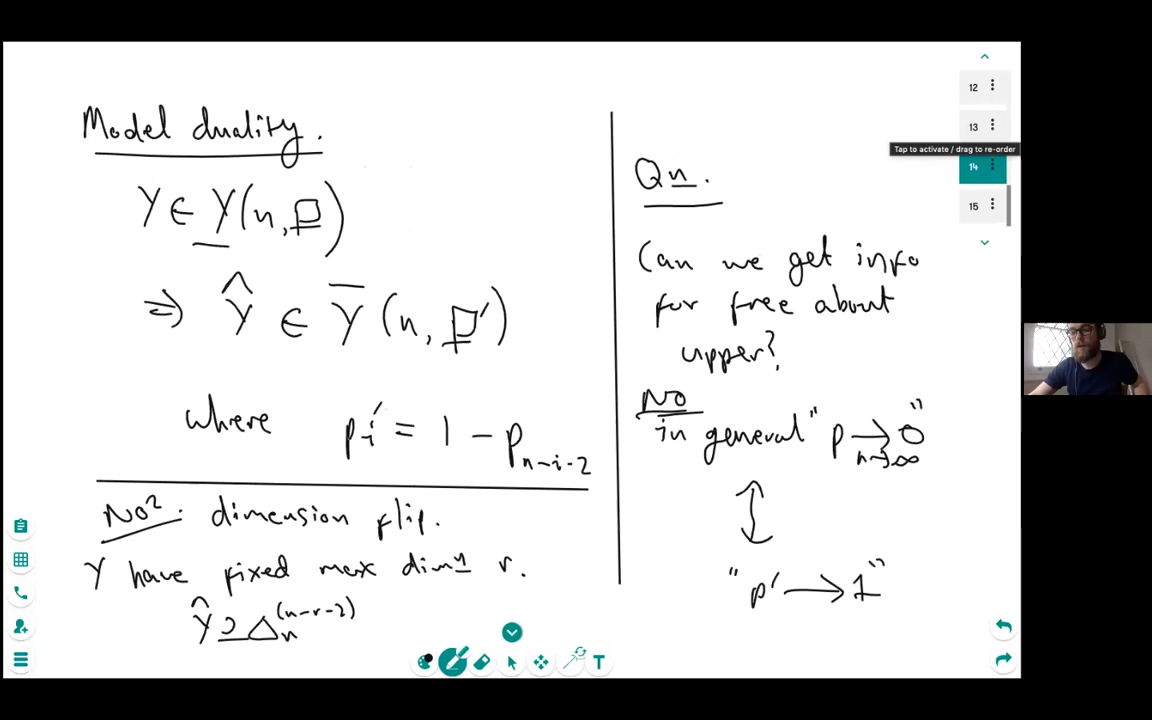 Model duality.
Y ∈ Y(n, p)
⇒ Ŷ ∈ Y̅ (n, p′)
where pᵢ′ = 1 − pₙ₋ᵢ₋₂
No². dimension flip.
Y have fixed max dimⁿ r.
Ŷ ⊇ Δₙ⁽ⁿ⁻ʳ⁻²⁾
Qn.
Can we get info
for free about
upper?
No
in general "p → 0"
n→∞
↕
"p′ → 1"
12
13
Tap to activate / drag to re-order
14
15
T